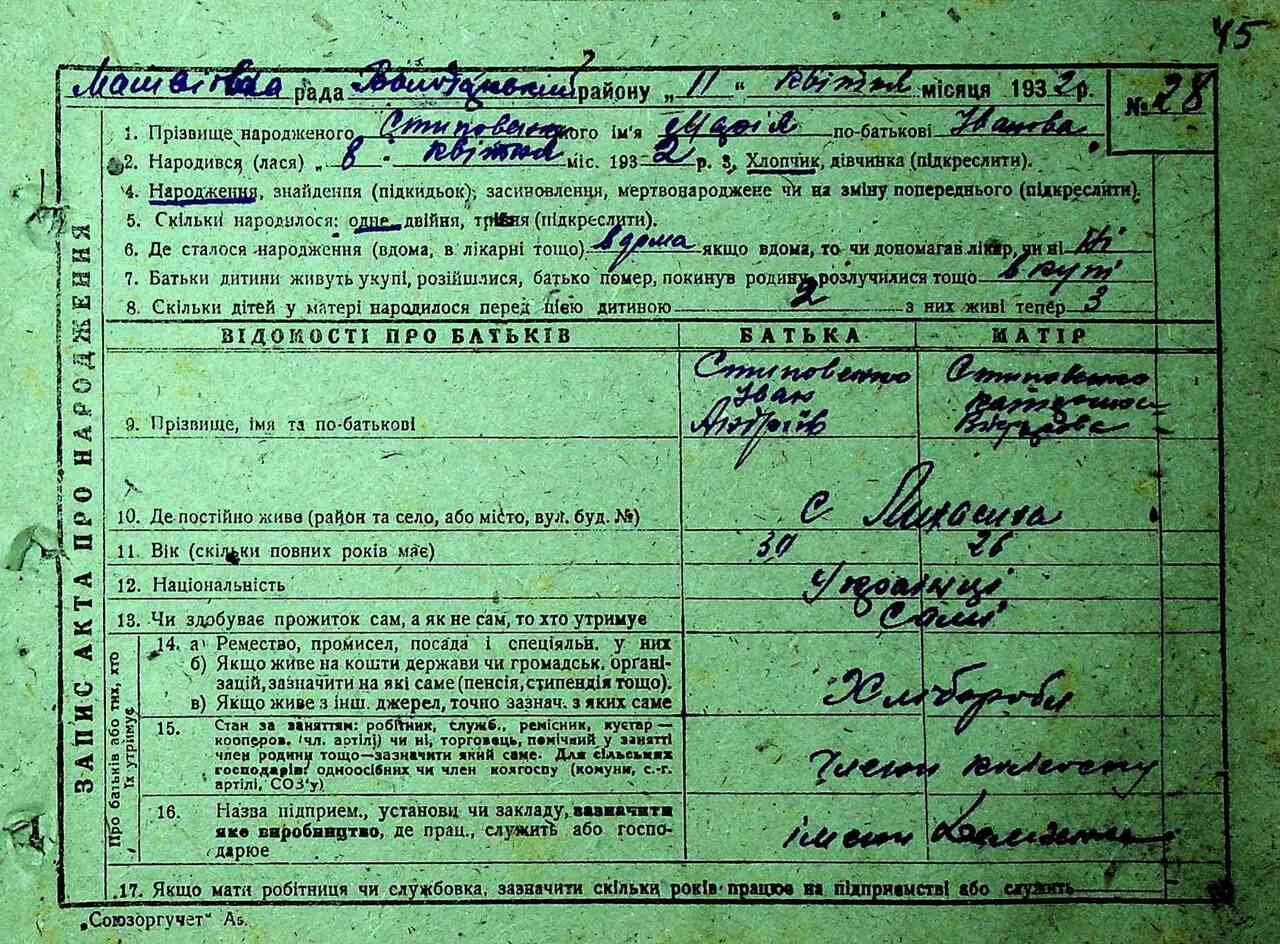 45
рада району „11“ квітня місяця 1932 р. № 28
1. Прізвище народженого Стиповенко його ім'я Марія по-батькові Іванова
2. Народився (лася) „8 квітня міс. 1932 р. 3. Хлопчик, дівчинка (підкреслити).
4. Народження, знайдення (підкидьок), засиновлення, мертвонароджене чи на зміну попереднього (підкреслити).
5. Скільки народилося: одне двійня, трійня (підкреслити).
6. Де сталося народження (вдома, в лікарні тощо) вдома якщо вдома, то чи допомагав лікар, чи ні Ні
7. Батьки дитини живуть укупі, розійшлися, батько помер, покинув родину, розлучилися тощо вкупі
8. Скільки дітей у матері народилося перед цією дитиною 2 з них живі тепер 3
ЗАПИС АКТА ПРО НАРОДЖЕННЯ
ВІДОМОСТІ ПРО БАТЬКІВ БАТЬКА МАТІР
Стиповенко Стиповенко
Іван
9. Прізвище, імя та по-батькові Андріїв
10. Де постійно живе (район та село, або місто, вул. буд. №) С.
11. Вік (скільки повних років має) 30 26
12. Національність Українці
13. Чи здобуває прожиток сам, а як не сам, то хто утримує Самі
Про батьків або тих, хто їх утримує
14. а) Ремество, промисел, посада і спеціяльн. у них
б) Якщо живе на кошти держави чи громадськ. органі-
зацій, зазначити на які саме (пенсія, стипендія тощо).
в) Якщо живе з інш. джерел, точно зазнач. з яких саме Хлібороби
15. Стан за заняттям: робітник, служб., ремісник, кустар —
кооперов. (чл. артілі) чи ні, торговець, помічний у занятті
член родини тощо—зазначити який саме. Для сільських
господарів: одноосібних чи член колгоспу (комуни, с.-г.
артілі, СОЗ'у) Члени колгоспу
16. Назва підприєм., установи чи закладу, зазначити
яке виробництво, де прац., служить або госпо-
дарює імени
17. Якщо мати робітниця чи службовка, зазначити скільки років працює на підприємстві або служить
„Союзоргучет“ А5.